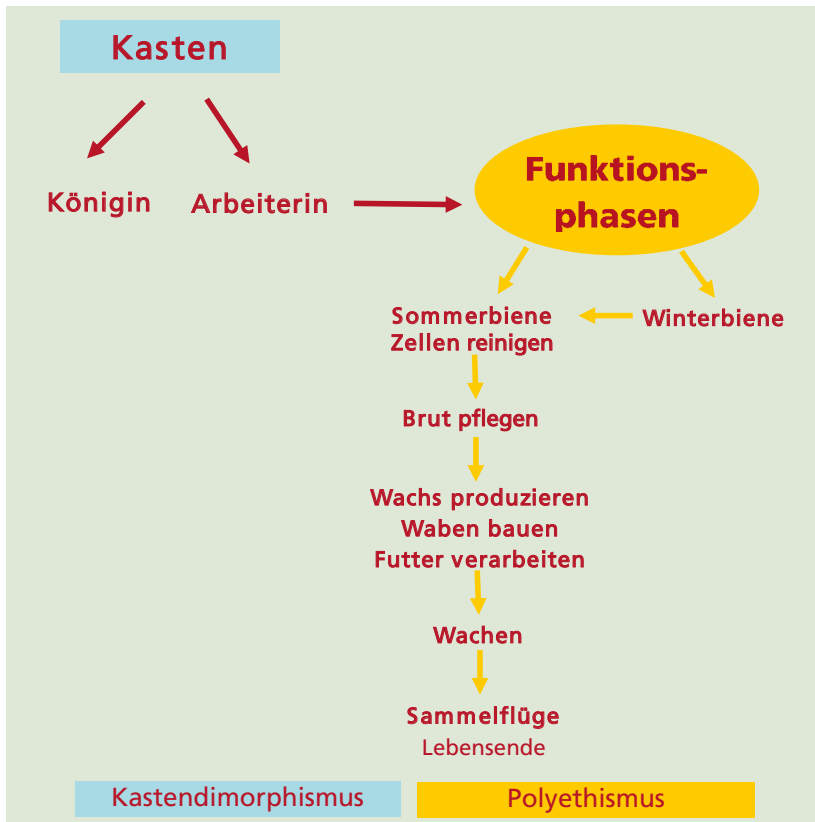 Kasten
Königin
Arbeiterin
Funktions-
phasen
Sommerbiene
Zellen reinigen
Winterbiene
Brut pflegen
Wachs produzieren
Waben bauen
Futter verarbeiten
Wachen
Sammelflüge
Lebensende
Kastendimorphismus
Polyethismus